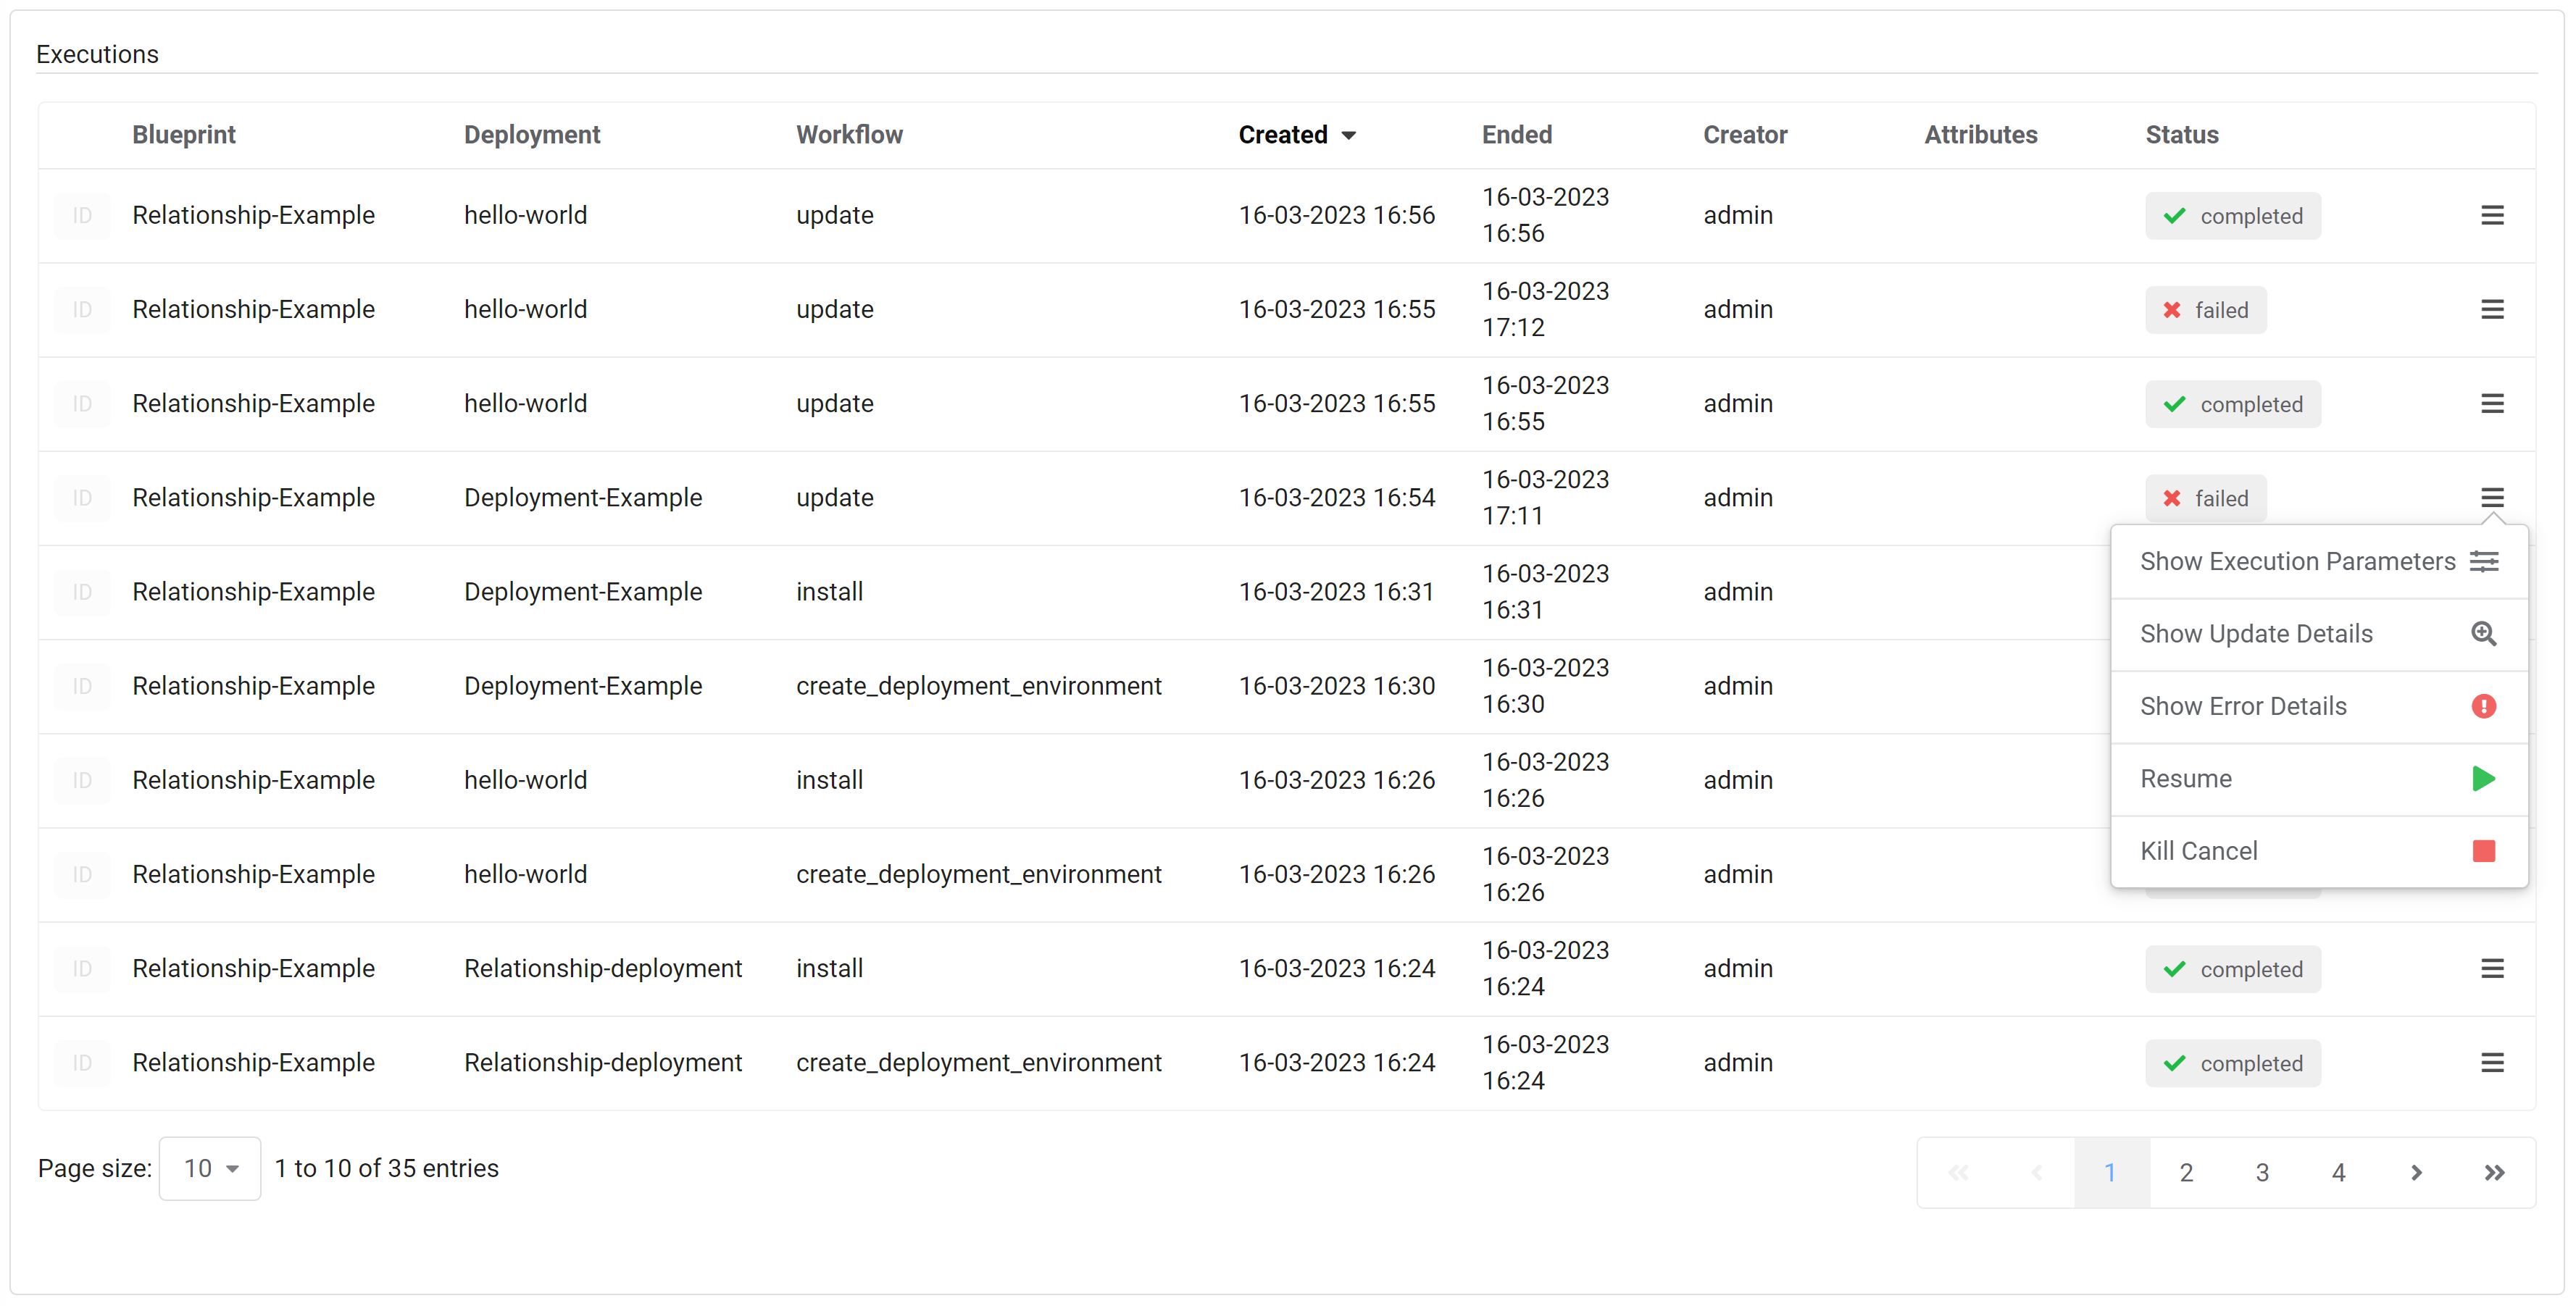 Executions
Blueprint Deployment Workflow Created Ended Creator Attributes Status
ID Relationship-Example hello-world update 16-03-2023 16:56 16-03-2023 16:56 admin completed
ID Relationship-Example hello-world update 16-03-2023 16:55 16-03-2023 17:12 admin failed
ID Relationship-Example hello-world update 16-03-2023 16:55 16-03-2023 16:55 admin completed
ID Relationship-Example Deployment-Example update 16-03-2023 16:54 16-03-2023 17:11 admin failed
ID Relationship-Example Deployment-Example install 16-03-2023 16:31 16-03-2023 16:31 admin
ID Relationship-Example Deployment-Example create_deployment_environment 16-03-2023 16:30 16-03-2023 16:30 admin
ID Relationship-Example hello-world install 16-03-2023 16:26 16-03-2023 16:26 admin
ID Relationship-Example hello-world create_deployment_environment 16-03-2023 16:26 16-03-2023 16:26 admin
ID Relationship-Example Relationship-deployment install 16-03-2023 16:24 16-03-2023 16:24 admin completed
ID Relationship-Example Relationship-deployment create_deployment_environment 16-03-2023 16:24 16-03-2023 16:24 admin completed
Show Execution Parameters
Show Update Details
Show Error Details
Resume
Kill Cancel
Page size: 10 1 to 10 of 35 entries
1 2 3 4